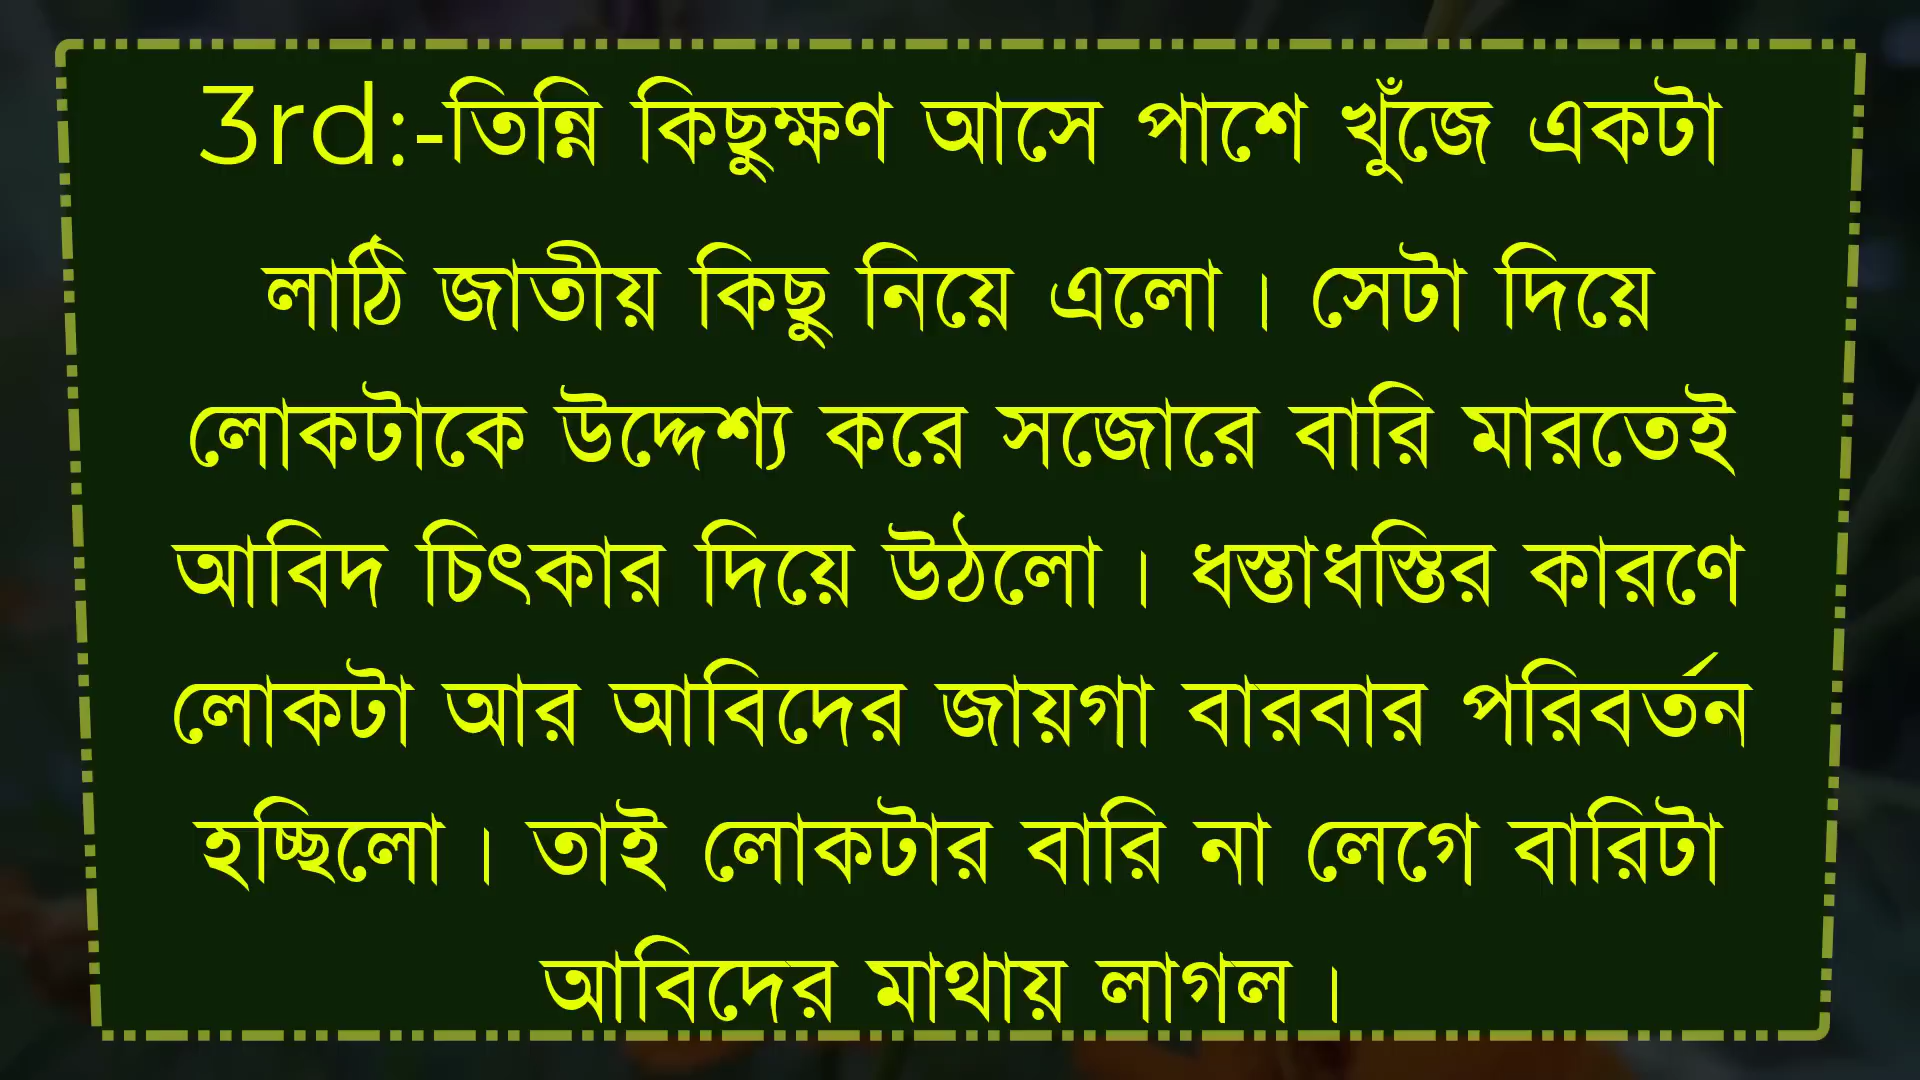 3rd:-তিন্নি কিছুক্ষণ আসে পাশে খুঁজে একটা
লাঠি জাতীয় কিছু নিয়ে এলো। সেটা দিয়ে
লোকটাকে উদ্দেশ্য করে সজোরে বারি মারতেই
আবিদ চিৎকার দিয়ে উঠলো। ধস্তাধস্তির কারণে
লোকটা আর আবিদের জায়গা বারবার পরিবর্তন
হচ্ছিলো। তাই লোকটার বারি না লেগে বারিটা
আবিদের মাথায় লাগল।